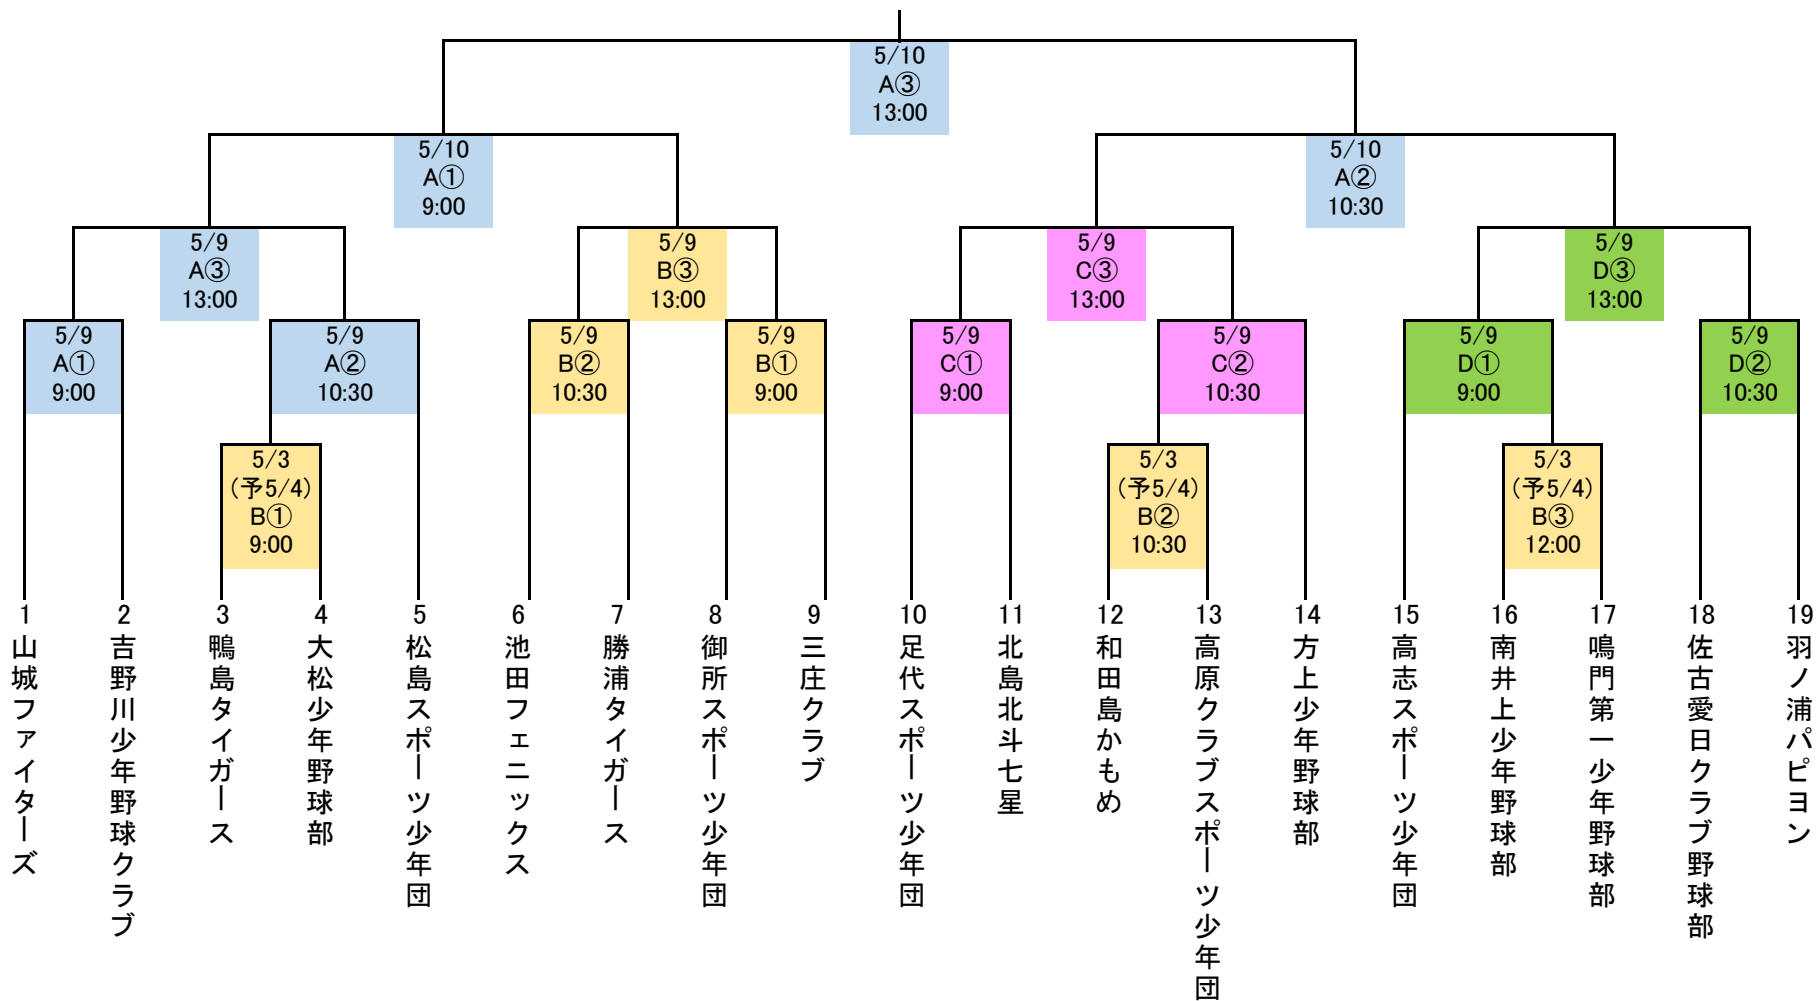 5/10
A③
13:00
5/10
A①
9:00
5/10
A②
10:30
5/9
A③
13:00
5/9
B③
13:00
5/9
C③
13:00
5/9
D③
13:00
5/9
A①
9:00
5/9
A②
10:30
5/9
B②
10:30
5/9
B①
9:00
5/9
C①
9:00
5/9
C②
10:30
5/9
D①
9:00
5/9
D②
10:30
5/3
(予5/4)
B①
9:00
5/3
(予5/4)
B②
10:30
5/3
(予5/4)
B③
12:00
1
山城ファイターズ
2
吉野川少年野球クラブ
3
鴨島タイガース
4
大松少年野球部
5
松島スポーツ少年団
6
池田フェニックス
7
勝浦タイガース
8
御所スポーツ少年団
9
三庄クラブ
10
足代スポーツ少年団
11
北島北斗七星
12
和田島かもめ
13
高原クラブスポーツ少年団
14
方上少年野球部
15
高志スポーツ少年団
16
南井上少年野球部
17
鳴門第一少年野球部
18
佐古愛日クラブ野球部
19
羽ノ浦パピヨン